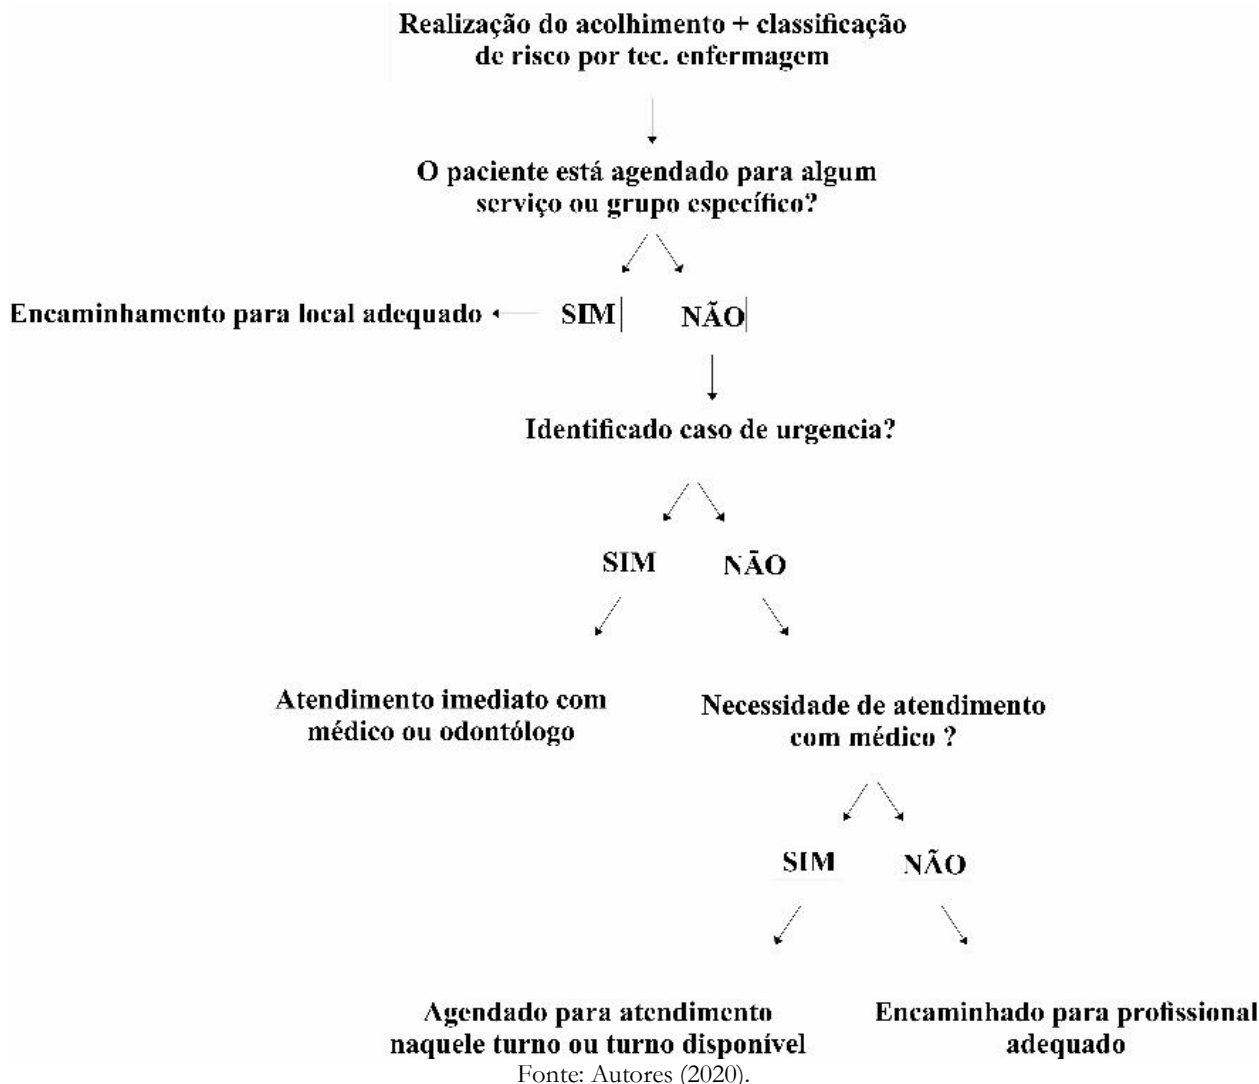 Realização do acolhimento + classificação
de risco por tec. enfermagem
O paciente está agendado para algum
serviço ou grupo específico?
Encaminhamento para local adequado
SIM
NÃO
Identificado caso de urgencia?
SIM
NÃO
Atendimento imediato com
médico ou odontólogo
Necessidade de atendimento
com médico ?
SIM
NÃO
Agendado para atendimento
naquele turno ou turno disponível
Encaminhado para profissional
adequado
Fonte: Autores (2020).